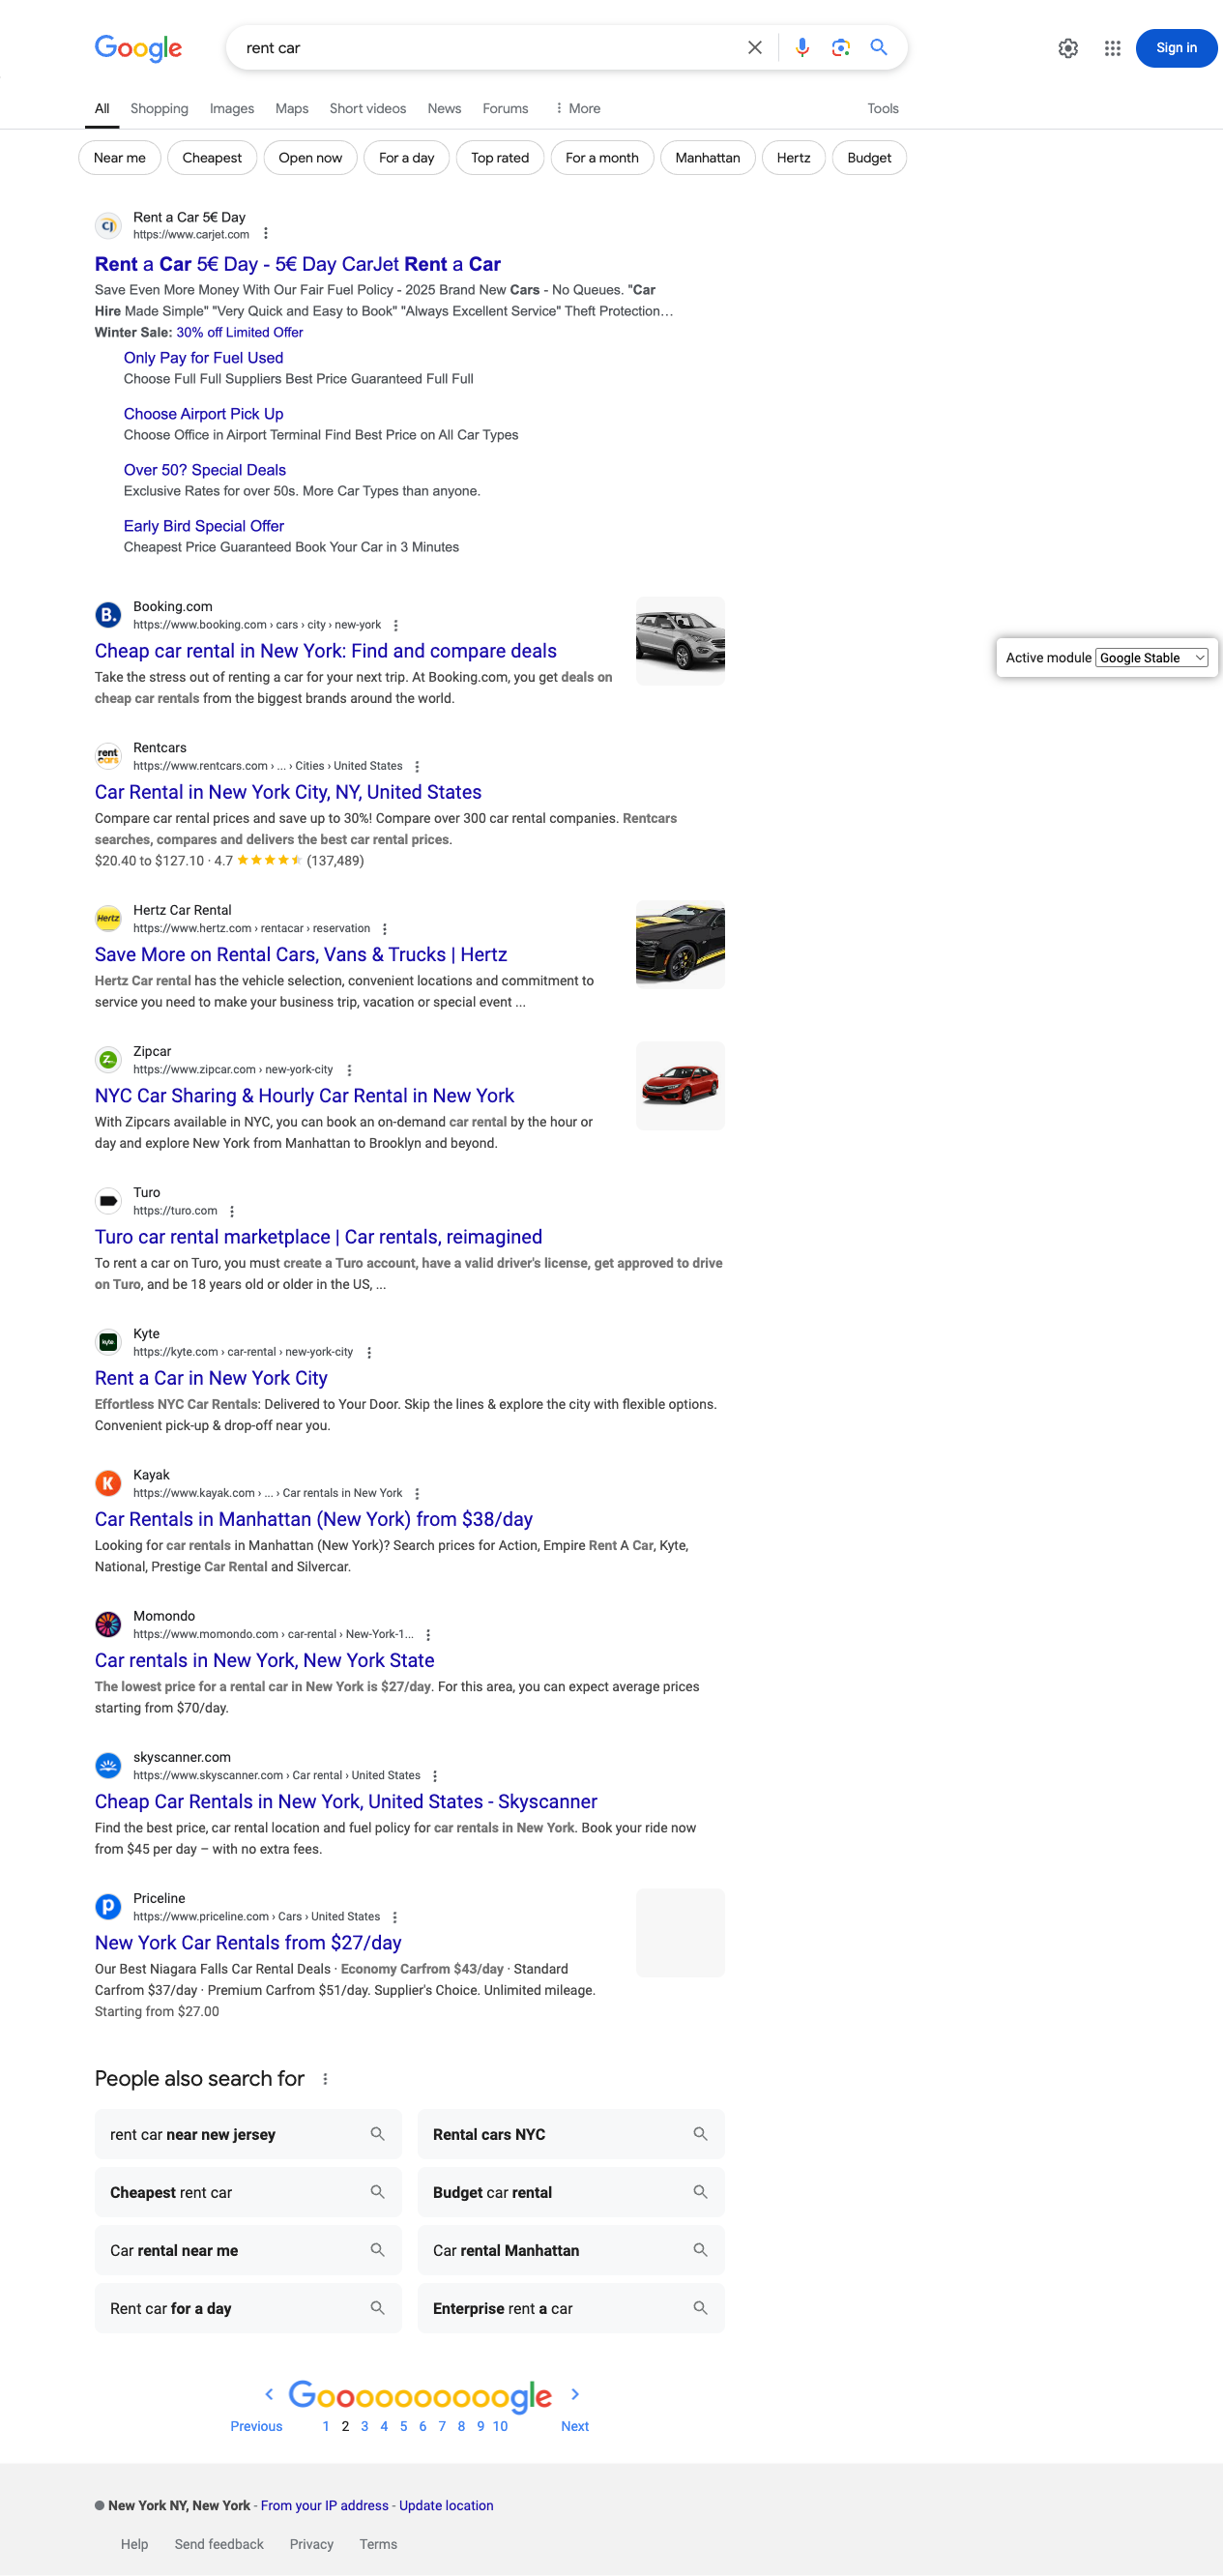 Google
rent car
Sign in
All Shopping Images Maps Short videos News Forums More Tools
Near me Cheapest Open now For a day Top rated For a month Manhattan Hertz Budget
CJ
Rent a Car 5€ Day
https://www.carjet.com
Rent a Car 5€ Day - 5€ Day CarJet Rent a Car
Save Even More Money With Our Fair Fuel Policy - 2025 Brand New Cars - No Queues. "Car
Hire Made Simple" "Very Quick and Easy to Book" "Always Excellent Service" Theft Protection…
Winter Sale: 30% off Limited Offer
Only Pay for Fuel Used
Choose Full Full Suppliers Best Price Guaranteed Full Full
Choose Airport Pick Up
Choose Office in Airport Terminal Find Best Price on All Car Types
Over 50? Special Deals
Exclusive Rates for over 50s. More Car Types than anyone.
Early Bird Special Offer
Cheapest Price Guaranteed Book Your Car in 3 Minutes
B.
Booking.com
https://www.booking.com › cars › city › new-york
Cheap car rental in New York: Find and compare deals
Take the stress out of renting a car for your next trip. At Booking.com, you get deals on
cheap car rentals from the biggest brands around the world.
Active module Google Stable
rent cars
Rentcars
https://www.rentcars.com › ... › Cities › United States
Car Rental in New York City, NY, United States
Compare car rental prices and save up to 30%! Compare over 300 car rental companies. Rentcars
searches, compares and delivers the best car rental prices.
$20.40 to $127.10 · 4.7 (137,489)
Hertz
Hertz Car Rental
https://www.hertz.com › rentacar › reservation
Save More on Rental Cars, Vans & Trucks | Hertz
Hertz Car rental has the vehicle selection, convenient locations and commitment to
service you need to make your business trip, vacation or special event ...
Z
Zipcar
https://www.zipcar.com › new-york-city
NYC Car Sharing & Hourly Car Rental in New York
With Zipcars available in NYC, you can book an on-demand car rental by the hour or
day and explore New York from Manhattan to Brooklyn and beyond.
Turo
https://turo.com
Turo car rental marketplace | Car rentals, reimagined
To rent a car on Turo, you must create a Turo account, have a valid driver's license, get approved to drive
on Turo, and be 18 years old or older in the US, ...
kyte
Kyte
https://kyte.com › car-rental › new-york-city
Rent a Car in New York City
Effortless NYC Car Rentals: Delivered to Your Door. Skip the lines & explore the city with flexible options.
Convenient pick-up & drop-off near you.
K
Kayak
https://www.kayak.com › ... › Car rentals in New York
Car Rentals in Manhattan (New York) from $38/day
Looking for car rentals in Manhattan (New York)? Search prices for Action, Empire Rent A Car, Kyte,
National, Prestige Car Rental and Silvercar.
Momondo
https://www.momondo.com › car-rental › New-York-1...
Car rentals in New York, New York State
The lowest price for a rental car in New York is $27/day. For this area, you can expect average prices
starting from $70/day.
skyscanner.com
https://www.skyscanner.com › Car rental › United States
Cheap Car Rentals in New York, United States - Skyscanner
Find the best price, car rental location and fuel policy for car rentals in New York. Book your ride now
from $45 per day – with no extra fees.
p
Priceline
https://www.priceline.com › Cars › United States
New York Car Rentals from $27/day
Our Best Niagara Falls Car Rental Deals · Economy Carfrom $43/day · Standard
Carfrom $37/day · Premium Carfrom $51/day. Supplier's Choice. Unlimited mileage.
Starting from $27.00
People also search for
rent car near new jersey Rental cars NYC
Cheapest rent car Budget car rental
Car rental near me Car rental Manhattan
Rent car for a day Enterprise rent a car
Goooooooooogle
Previous 1 2 3 4 5 6 7 8 9 10 Next
New York NY, New York - From your IP address - Update location
Help Send feedback Privacy Terms